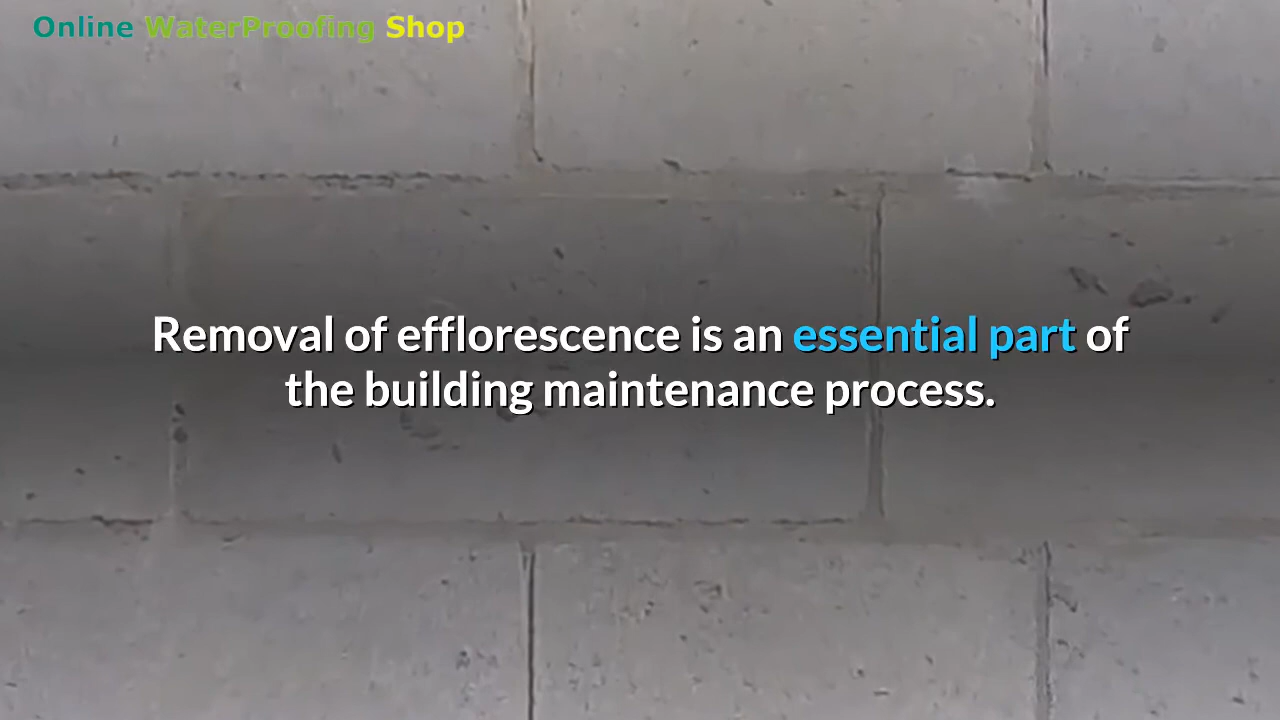 Online WaterProofing Shop
Removal of efflorescence is an essential part of
the building maintenance process.